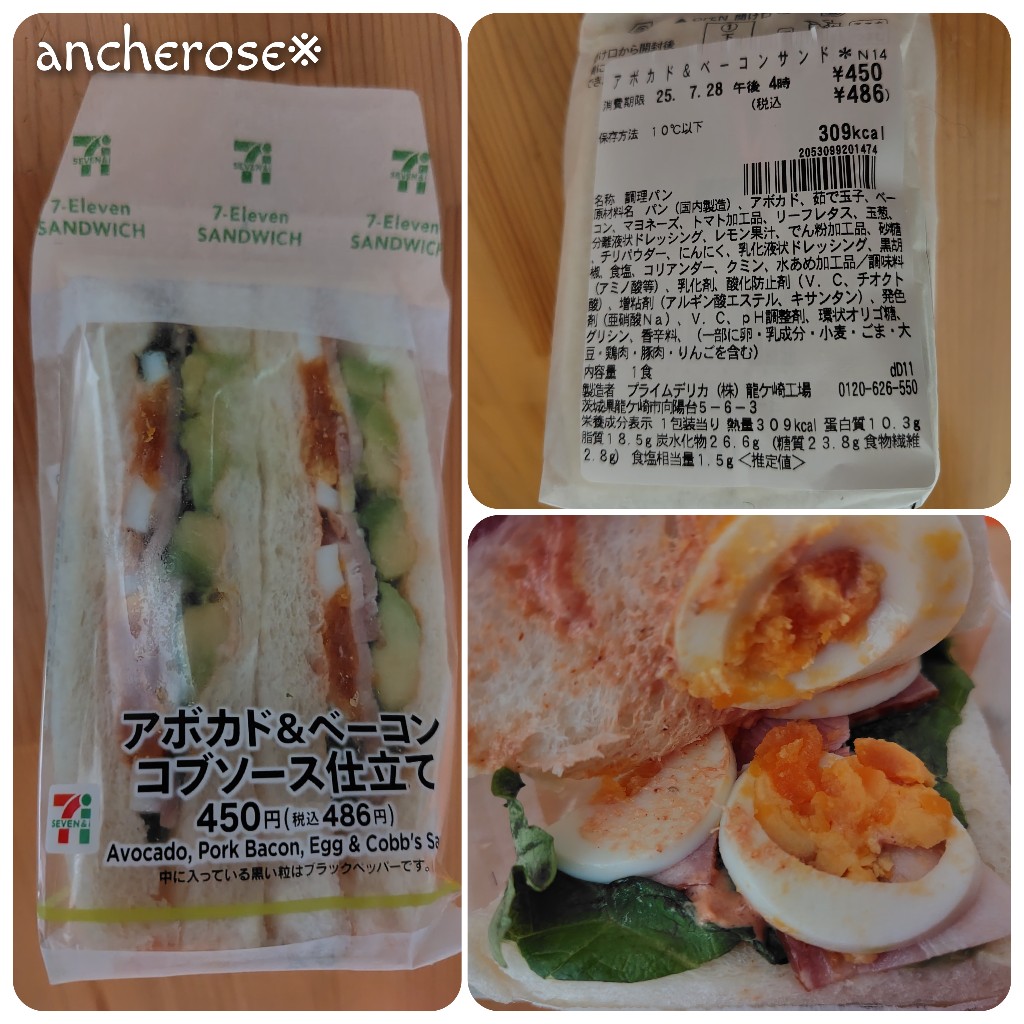 ancherose※
7-Eleven
SANDWICH
7-Eleven
SANDWICH
7-Eleven
SANDWICH
アボカド&ベーコン
コブソース仕立て
450円(税込486円)
Avocado, Pork Bacon, Egg & Cobb's Sa
中に入っている黒い粒はブラックペッパーです。
SEVEN&i
アボカド&ベーコンサンド* N14
¥450
消費期限 25. 7.28 午後 4時
(税込 ¥486)
保存方法 10℃以下
309kcal
2053099201474
名称 調理パン
原材料名 パン(国内製造)、アボカド、茹で玉子、ベー
コン、マヨネーズ、トマト加工品、リーフレタス、玉葱、
分離液状ドレッシング、レモン果汁、でん粉加工品、砂糖
、チリパウダー、にんにく、乳化液状ドレッシング、黒胡
椒、食塩、コリアンダー、クミン、水あめ加工品/調味料
(アミノ酸等)、乳化剤、酸化防止剤(V.C、チオクト
酸)、増粘剤(アルギン酸エステル、キサンタン)、発色
剤(亜硝酸Na)、V.C、pH調整剤、環状オリゴ糖、
グリシン、香辛料、(一部に卵・乳成分・小麦・ごま・大
豆・鶏肉・豚肉・りんごを含む)
内容量 1食 dD11
製造者 プライムデリカ(株)龍ケ崎工場 0120-626-550
茨城県龍ケ崎市向陽台5-6-3
栄養成分表示 1包装当り 熱量309kcal 蛋白質10.3g
脂質18.5g炭水化物26.6g(糖質23.8g食物繊維
2.8g) 食塩相当量1.5g<推定値>